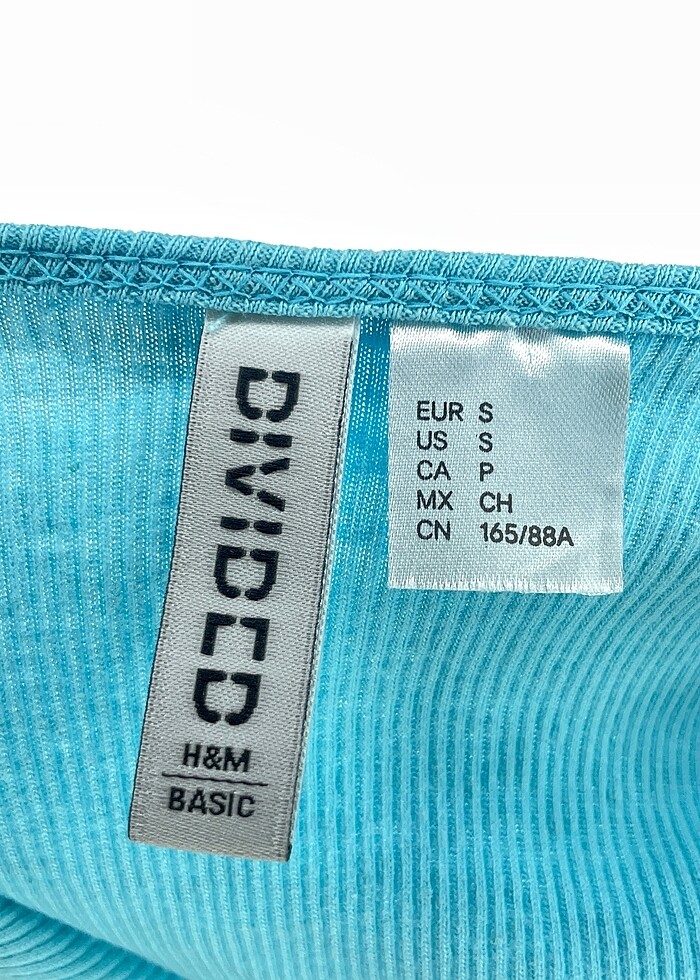 DIVIDED
H&M
BASIC
EUR S
US S
CA P
MX CH
CN 165/88A